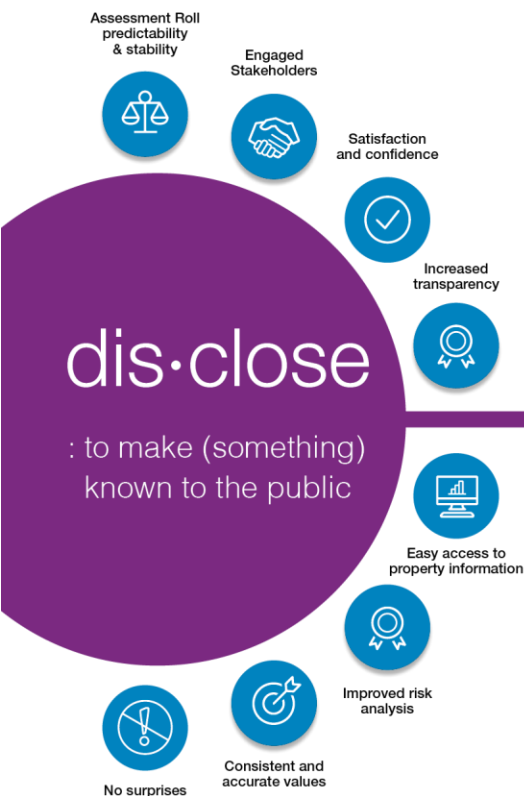 Assessment Roll
predictability
& stability
Engaged
Stakeholders
Satisfaction
and confidence
Increased
transparency
dis·close
: to make (something)
known to the public
Easy access to
property information
Improved risk
analysis
Consistent and
accurate values
No surprises